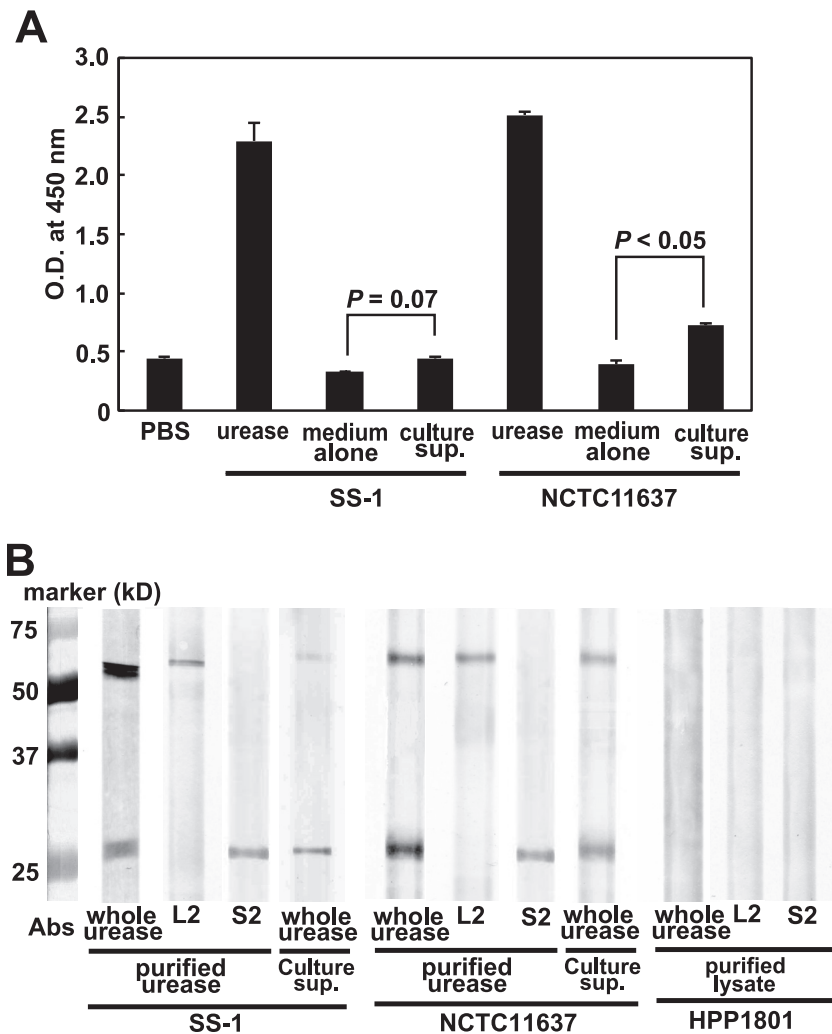 A
3.0
2.5
2.0
1.5
1.0
0.5
0
O.D. at 450 nm
P = 0.07
P < 0.05
PBS urease medium alone culture sup. urease medium alone culture sup.
SS-1 NCTC11637
B
marker (kD)
75
50
37
25
Abs whole urease L2 S2 whole urease whole urease L2 S2 whole urease whole urease L2 S2
purified urease Culture sup. purified urease Culture sup. purified lysate
SS-1 NCTC11637 HPP1801